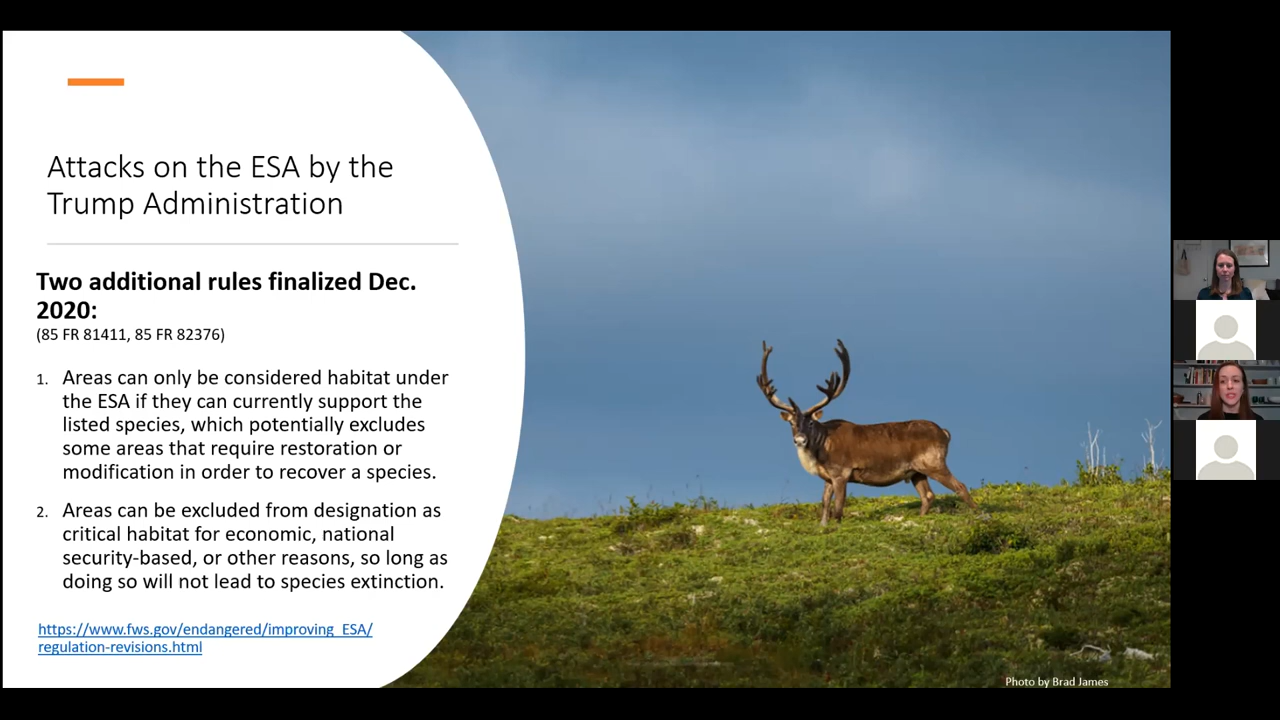 Attacks on the ESA by the
Trump Administration
Two additional rules finalized Dec.
2020:
(85 FR 81411, 85 FR 82376)
1. Areas can only be considered habitat under
the ESA if they can currently support the
listed species, which potentially excludes
some areas that require restoration or
modification in order to recover a species.
2. Areas can be excluded from designation as
critical habitat for economic, national
security-based, or other reasons, so long as
doing so will not lead to species extinction.
https://www.fws.gov/endangered/improving_ESA/
regulation-revisions.html
Photo by Brad James